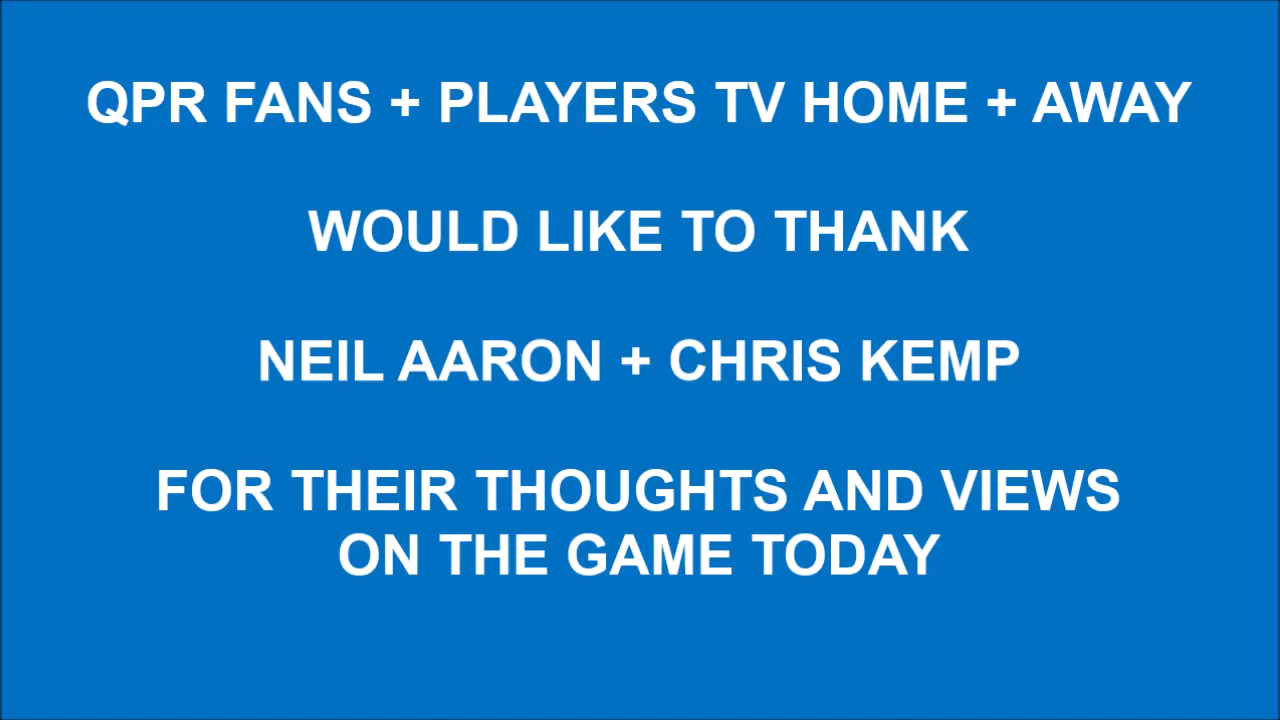 QPR FANS + PLAYERS TV HOME + AWAY
WOULD LIKE TO THANK
NEIL AARON + CHRIS KEMP
FOR THEIR THOUGHTS AND VIEWS
ON THE GAME TODAY